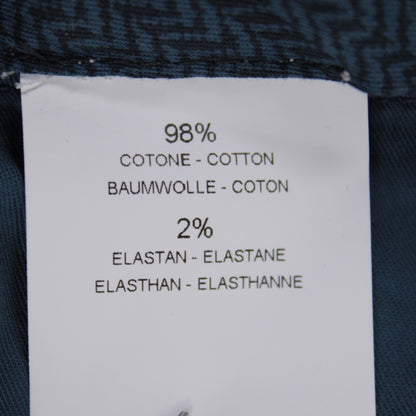 98%
COTONE - COTTON
BAUMWOLLE - COTON
2%
ELASTAN - ELASTANE
ELASTHAN - ELASTHANNE